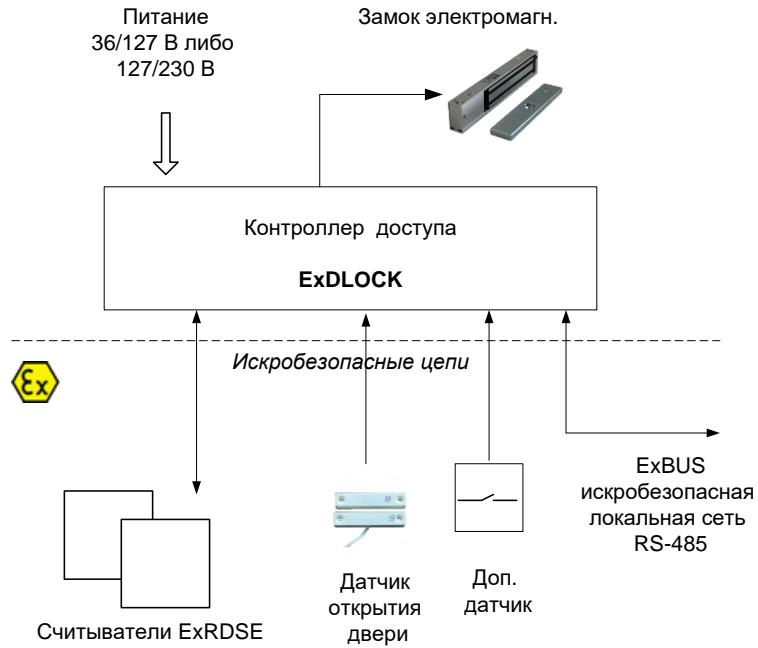 Питание
36/127 В либо
127/230 В
Замок электромагн.
Контроллер доступа
ExDLOCK
Искробезопасные цепи
Ex
ExBUS
искробезопасная
локальная сеть
RS-485
Датчик
открытия
двери
Доп.
датчик
Считыватели ExRDSE